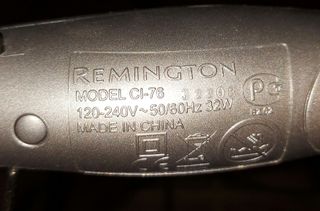 REMINGTON
MODEL CI-76
120-240V~50/60Hz 32W
MADE IN CHINA